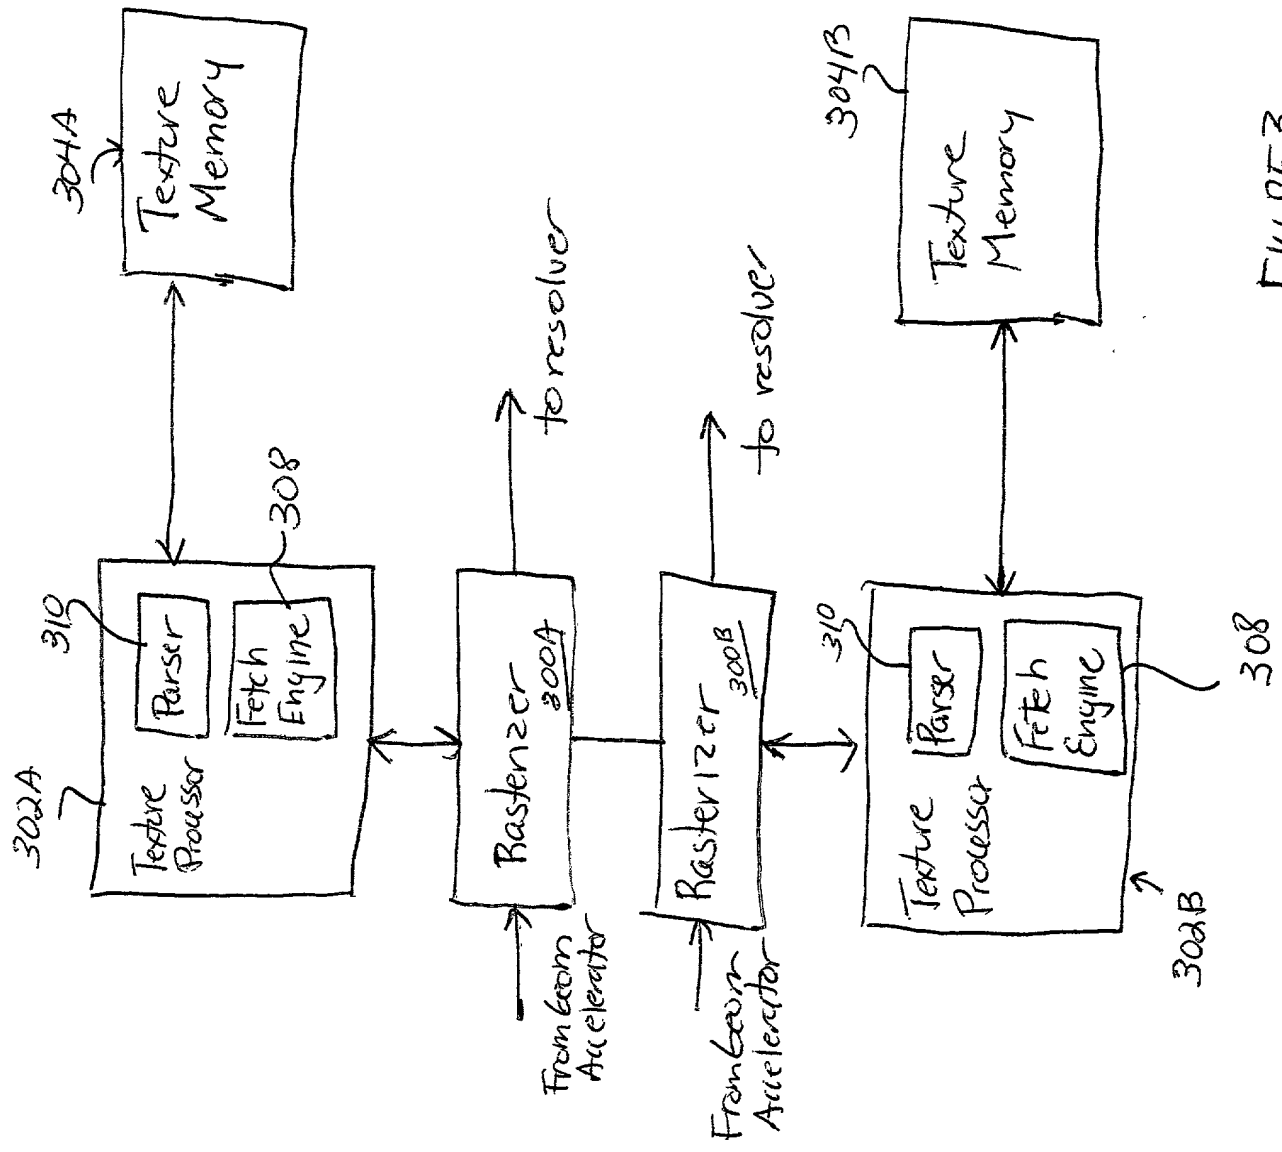 304A
Texture
Memory
304B
Texture
Memory
to resolver
to resolver
310
Parser
308
Fetch
Engine
302A
Texture
Processor
Rasterizer
300A
Rasterizer
300B
310
Parser
Fetch
Engine
308
Texture
Processor
302B
From Geom
Accelerator
From Geom
Accelerator